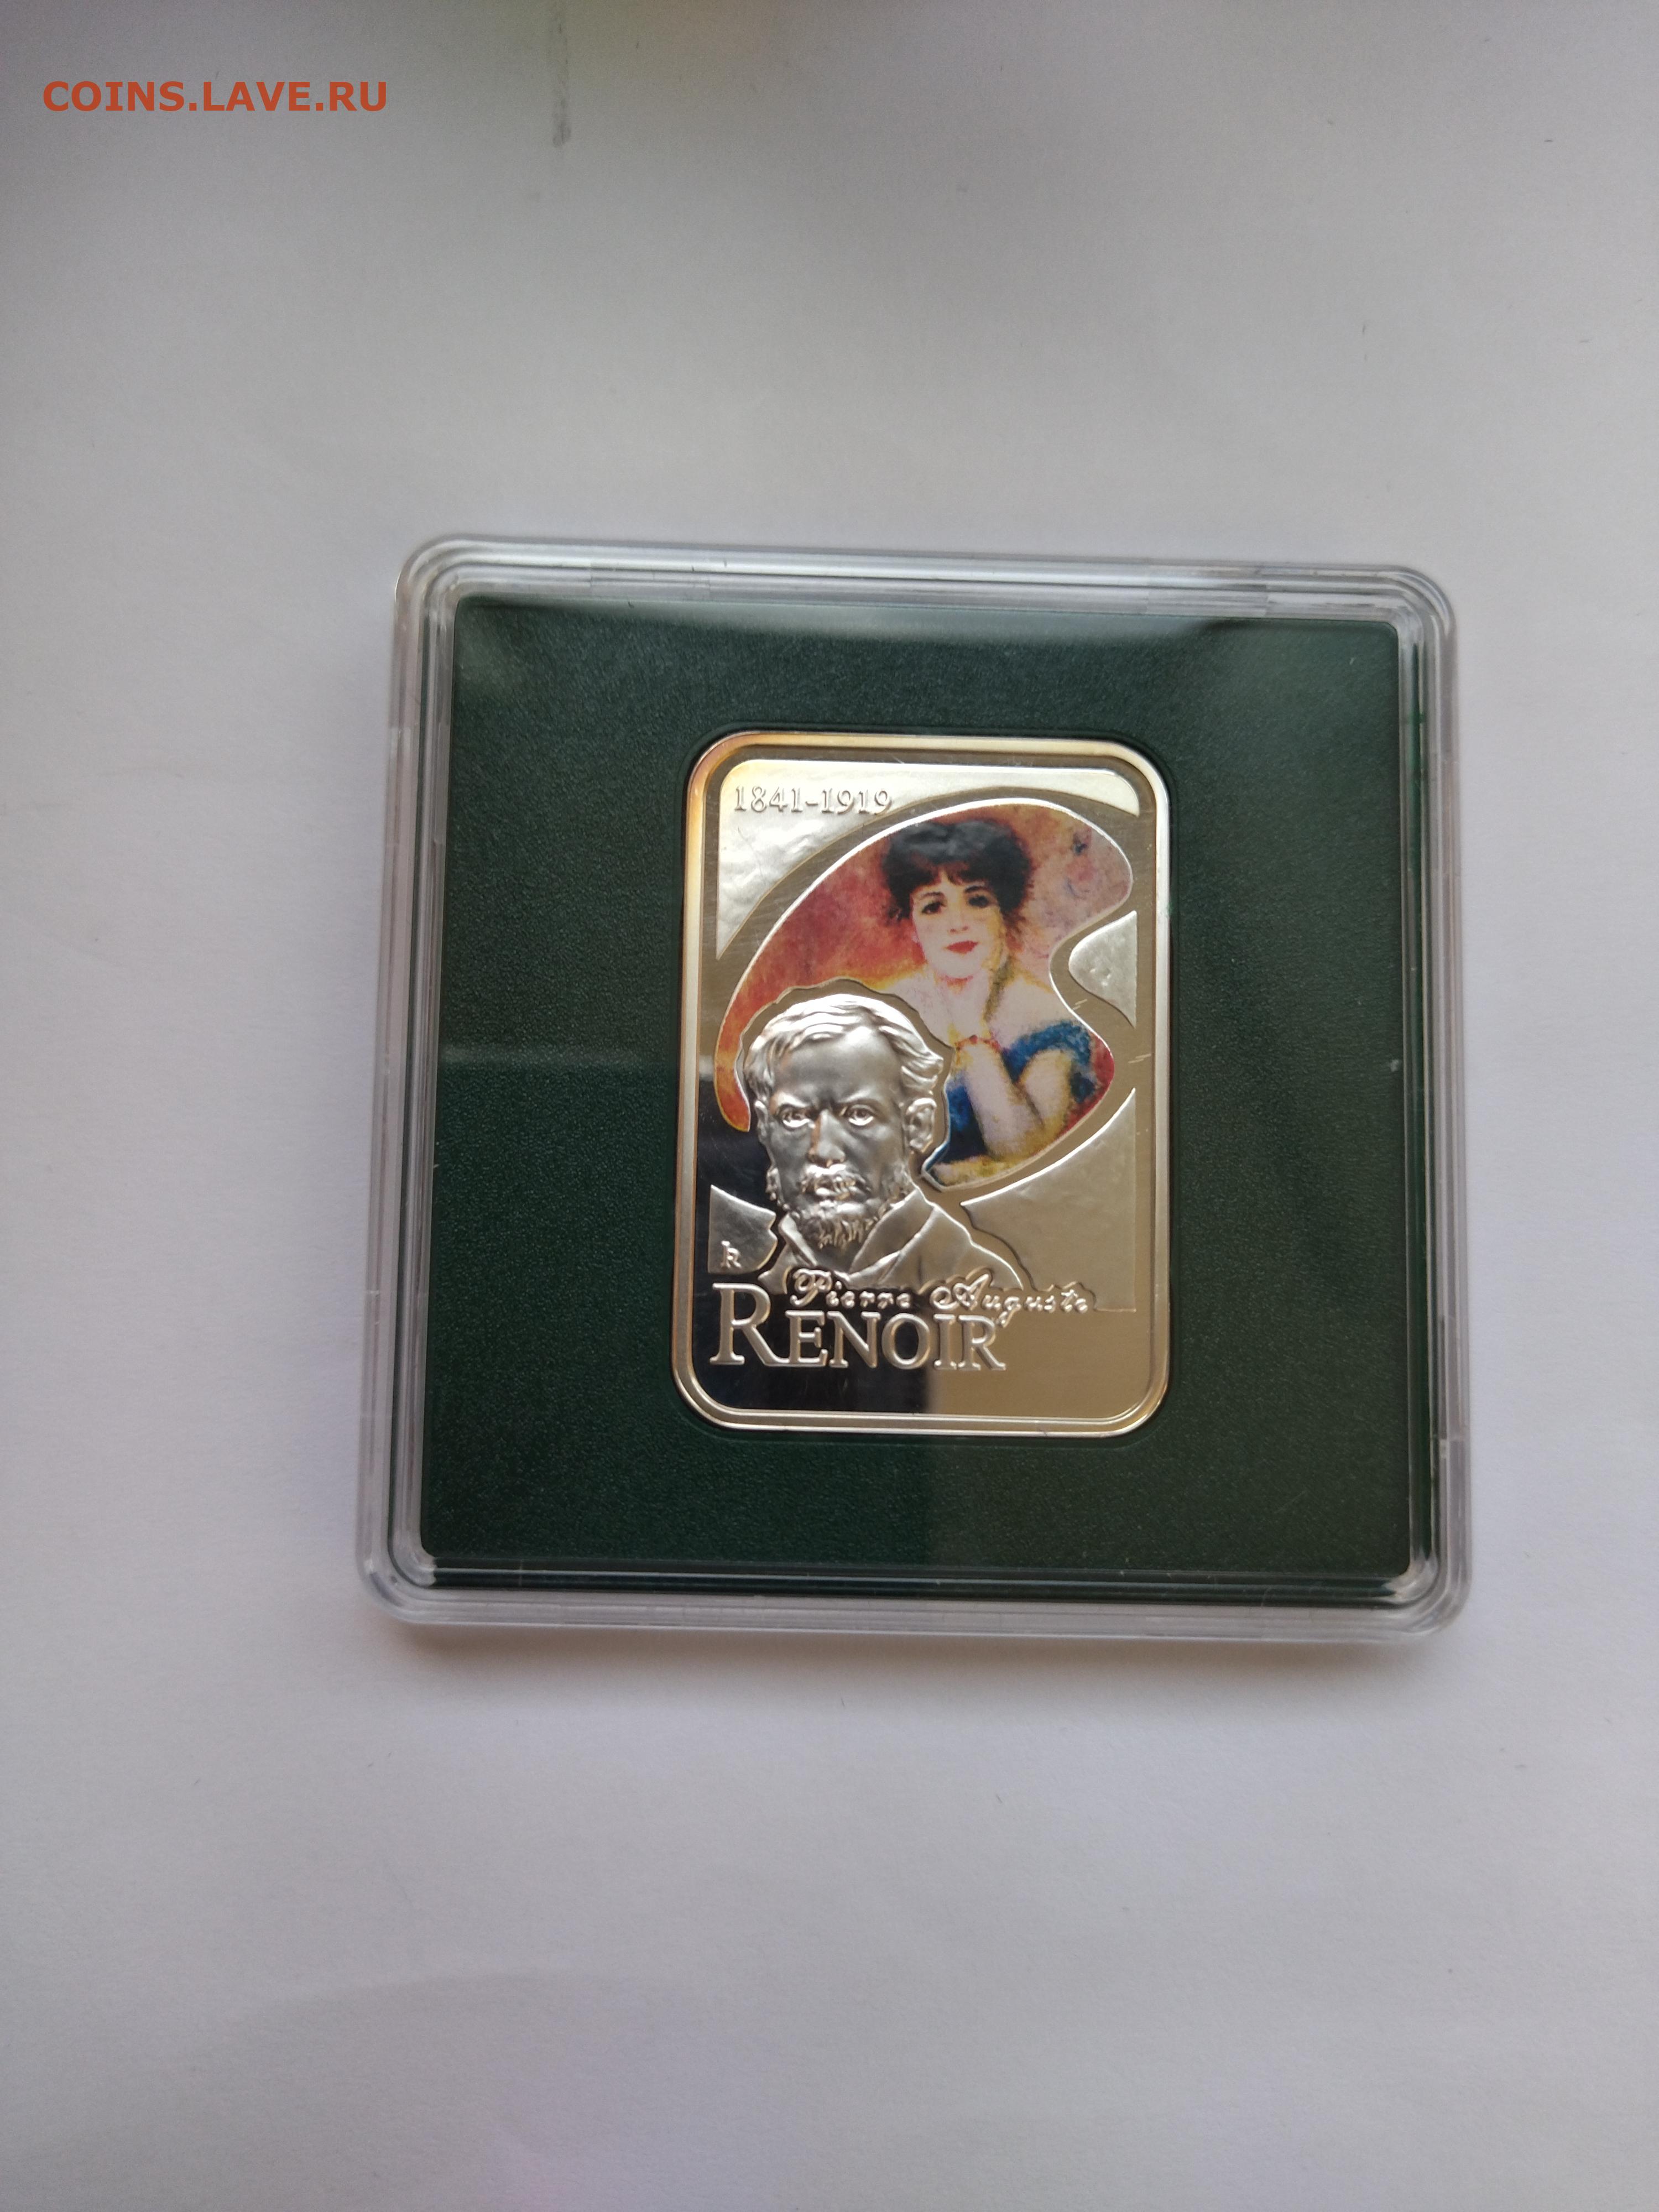 COINS.LAVE.RU
1841-1919
Pierre Auguste
RENOIR